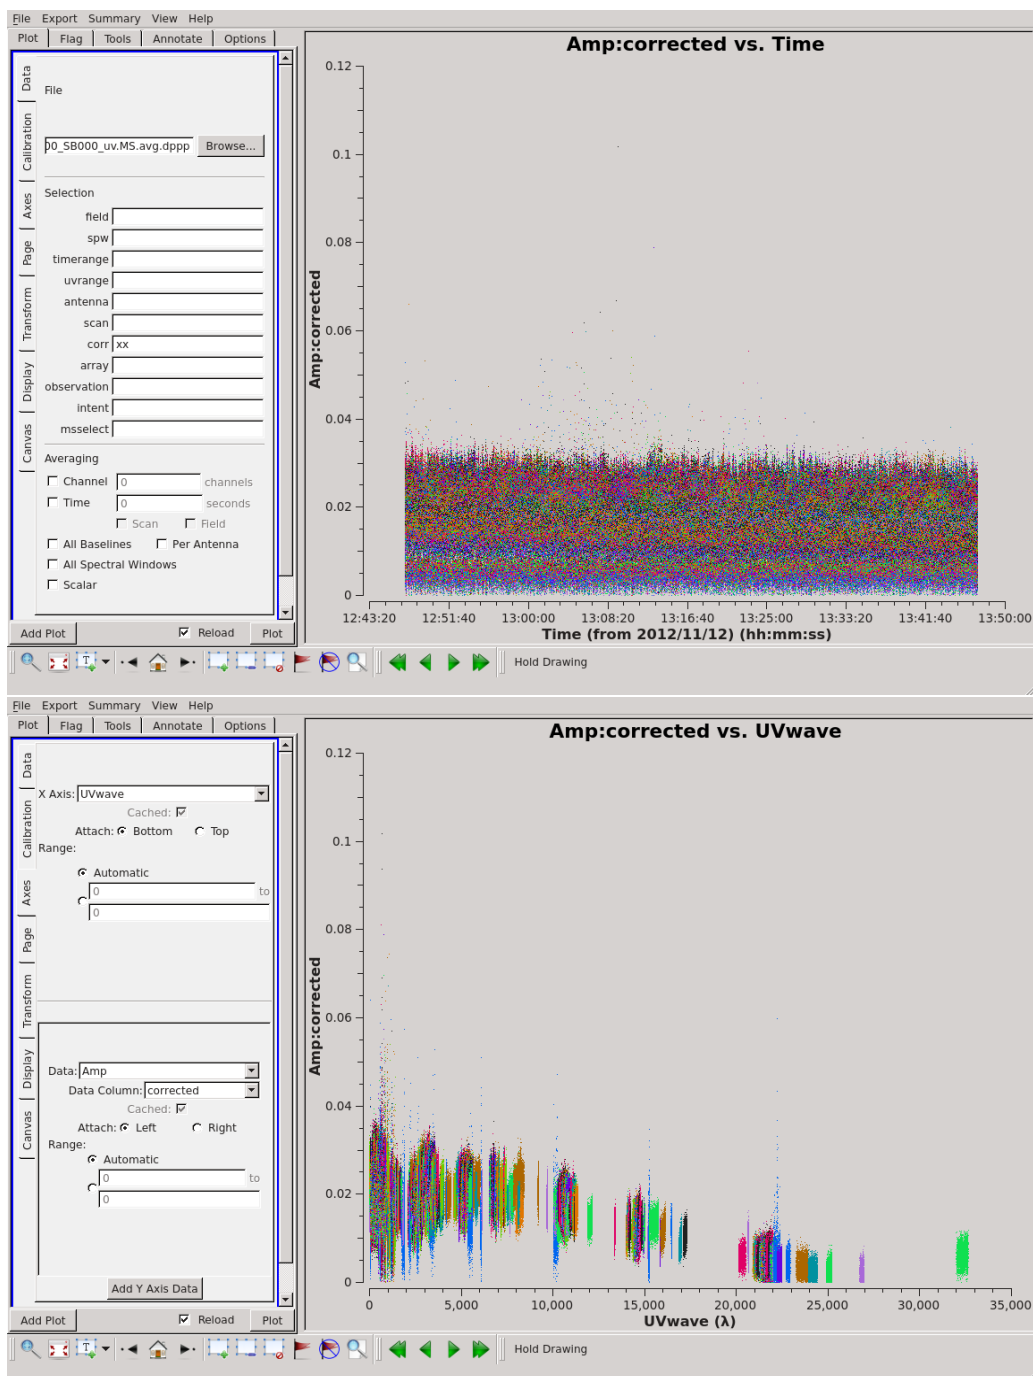 File Export Summary View Help
Plot Flag Tools Annotate Options
Data
Calibration
Axes
Page
Transform
Display
Canvas
File
00_SB000_uv.MS.avg.dppp Browse...
Selection
field
spw
timerange
uvrange
antenna
scan
corr xx
array
observation
intent
msselect
Averaging
Channel 0 channels
Time 0 seconds
Scan Field
All Baselines Per Antenna
All Spectral Windows
Scalar
Add Plot Reload Plot
Amp:corrected vs. Time
Amp:corrected
0.12
0.1
0.08
0.06
0.04
0.02
0
12:43:20 12:51:40 13:00:00 13:08:20 13:16:40 13:25:00 13:33:20 13:41:40 13:50:00
Time (from 2012/11/12) (hh:mm:ss)
T
Hold Drawing
File Export Summary View Help
Plot Flag Tools Annotate Options
Data
Calibration
Axes
Page
Transform
Display
Canvas
X Axis: UVwave
Cached:
Attach: Bottom Top
Range:
Automatic
0 to
0
Data: Amp
Data Column: corrected
Cached:
Attach: Left Right
Range:
Automatic
0 to
0
Add Y Axis Data
Add Plot Reload Plot
Amp:corrected vs. UVwave
Amp:corrected
0.12
0.1
0.08
0.06
0.04
0.02
0
0 5,000 10,000 15,000 20,000 25,000 30,000 35,000
UVwave (λ)
T
Hold Drawing